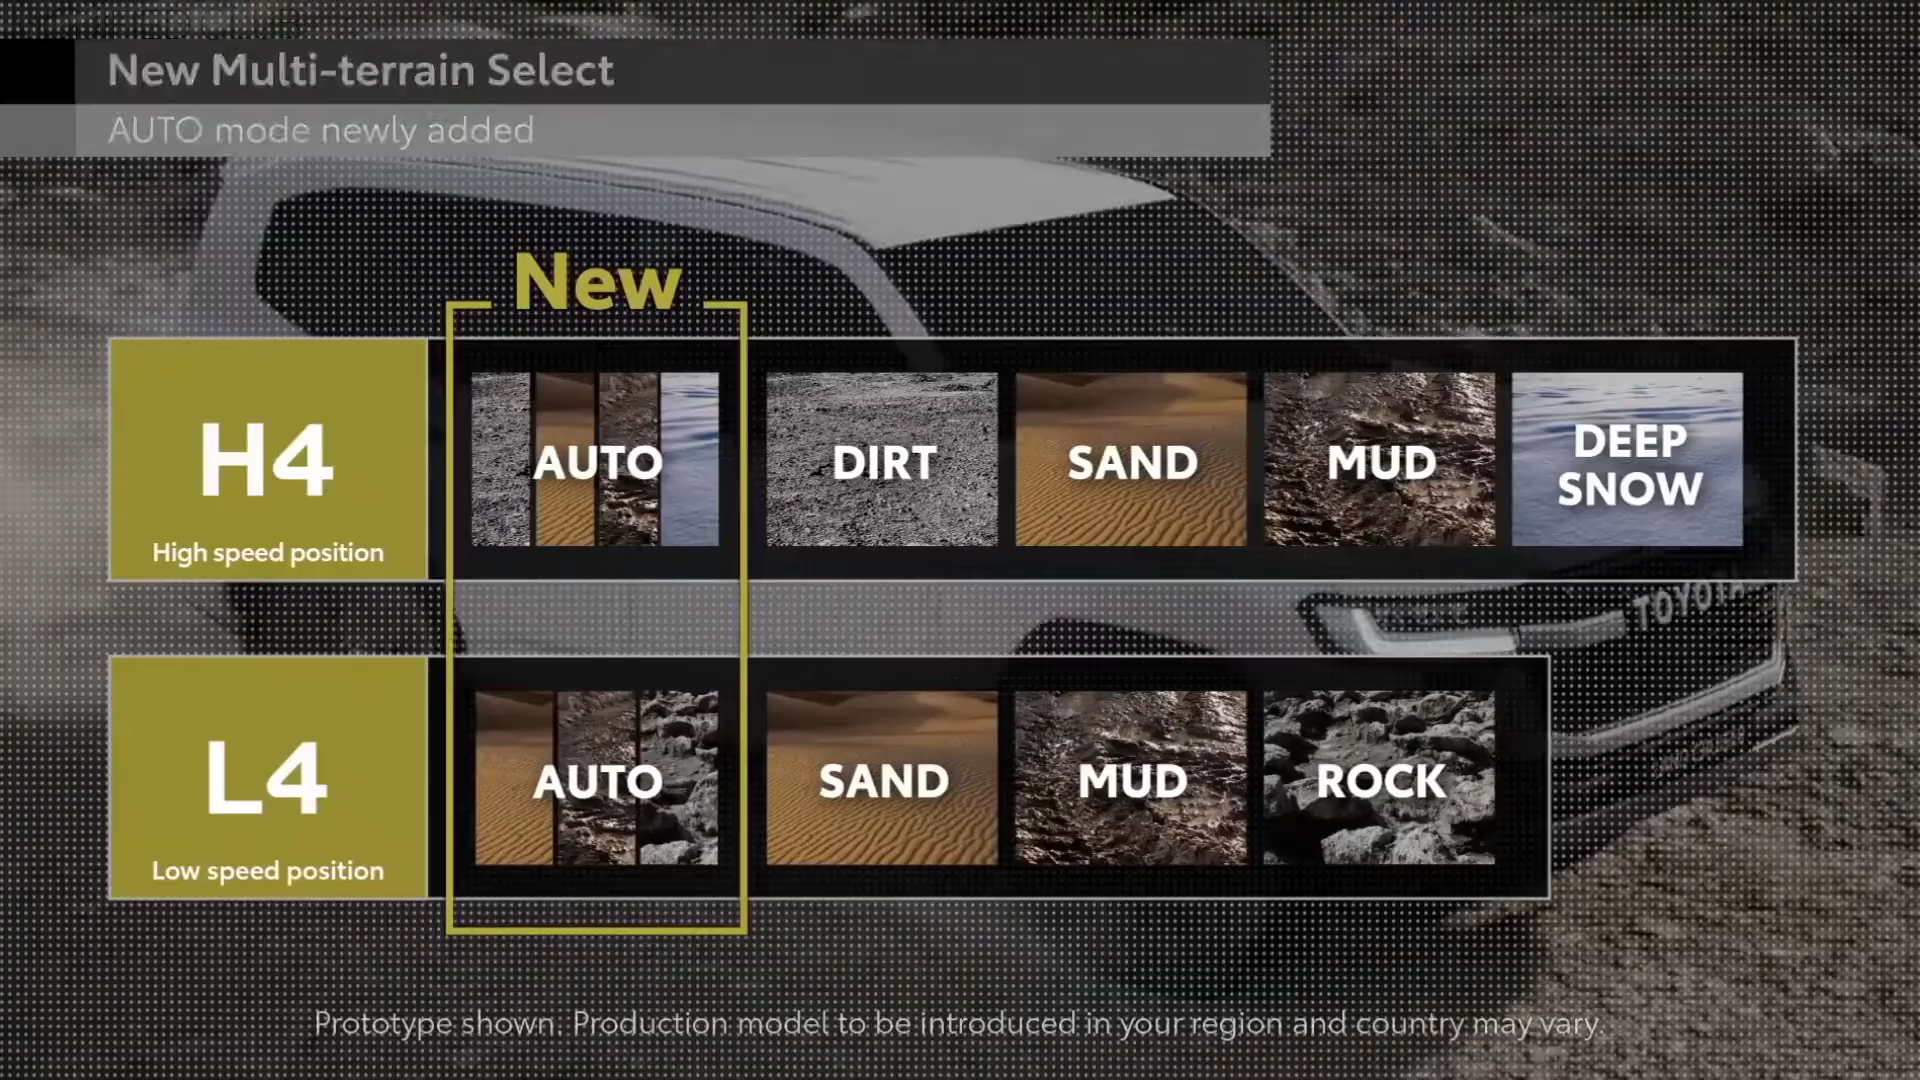 New Multi-terrain Select
AUTO mode newly added
New
H4
High speed position
AUTO
DIRT
SAND
MUD
DEEP
SNOW
TOYOTA
L4
Low speed position
AUTO
SAND
MUD
ROCK
Prototype shown. Production model to be introduced in your region and country may vary.